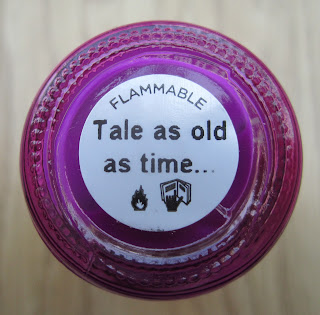 FLAMMABLE
Tale as old
as time...